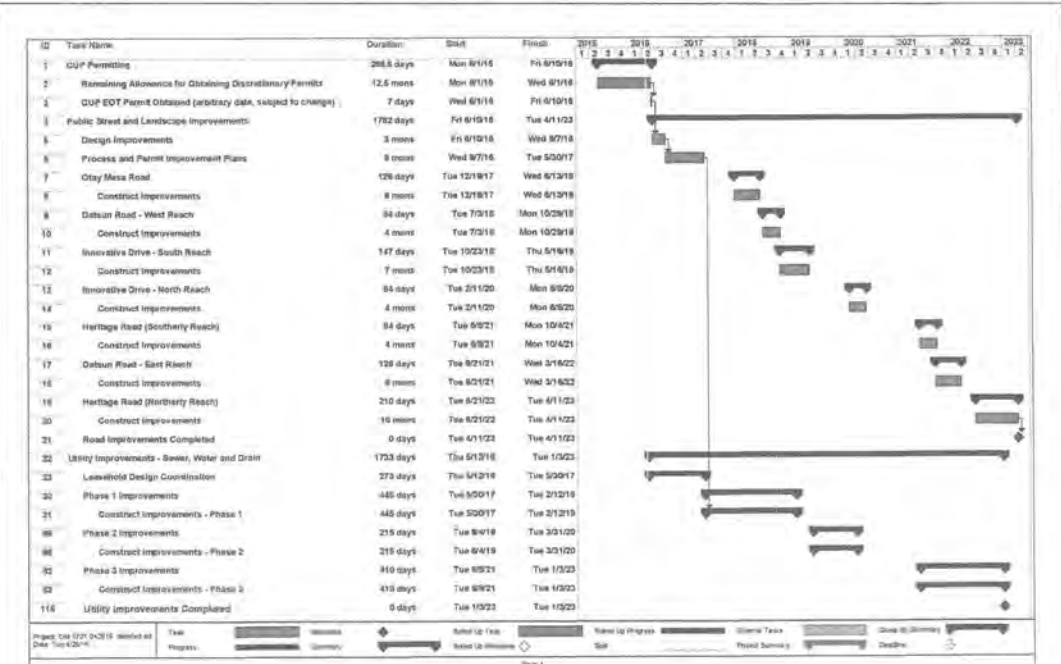 ID Task Name Duration Start Finish 2015 2016 2017 2018 2019 2020 2021 2022 2023
1 CUP Permitting Mon 6/1/15 Fri 6/10/16
2 Remaining Allowance for Obtaining Discretionary Permits 12.5 mons Mon 6/1/15 Wed 6/1/16
3 CUP EOT Permit Obtained (arbitrary date, subject to change) 7 days Wed 6/1/16 Fri 6/10/16
Public Street and Landscape Improvements 1782 days Fri 6/10/16 Tue 4/11/23
Design Improvements 3 mons Fri 6/10/16 Wed 9/7/16
6 Process and Permit Improvement Plans Wed 9/7/16 Tue 5/30/17
7 Otay Mesa Road 126 days Tue 12/19/17 Wed 6/13/18
Construct Improvements Tue 12/19/17 Wed 6/13/18
Datsun Road - West Reach 84 days Tue 7/3/18 Mon 10/29/18
10 Construct Improvements 4 mons Tue 7/3/18 Mon 10/29/18
11 Innovative Drive - South Reach 147 days Tue 10/23/18 Thu 5/16/19
12 Construct Improvements 7 mons Tue 10/23/18 Thu 5/16/19
13 Innovative Drive - North Reach 84 days Tue 2/11/20 Mon 6/8/20
14 Construct Improvements 4 mons Tue 2/11/20 Mon 6/8/20
15 Heritage Road (Southerly Reach) 84 days Tue 6/8/21 Mon 10/4/21
16 Construct Improvements 4 mons Tue 6/8/21 Mon 10/4/21
17 Datsun Road - East Reach 126 days Tue 9/21/21 Wed 3/16/22
Construct Improvements Tue 9/21/21 Wed 3/16/22
19 Heritage Road (Northerly Reach) 210 days Tue 6/21/22 Tue 4/11/23
20 Construct Improvements 10 mons Tue 6/21/22 Tue 4/11/23
21 Road Improvements Completed 0 days Tue 4/11/23 Tue 4/11/23
22 Utility Improvements - Sewer, Water and Drain 1733 days Thu 5/12/16 Tue 1/3/23
23 Leasehold Design Coordination 273 days Thu 5/12/16 Tue 5/30/17
30 Phase 1 Improvements 445 days Tue 5/30/17 Tue 2/12/19
31 Construct Improvements - Phase 1 445 days Tue 5/30/17 Tue 2/12/19
Phase 2 Improvements 215 days Tue 6/4/19 Tue 3/31/20
Construct Improvements - Phase 2 215 days Tue 6/4/19 Tue 3/31/20
Phase 3 Improvements 410 days Tue 6/8/21 Tue 1/3/23
Construct Improvements - Phase 3 410 days Tue 6/8/21 Tue 1/3/23
Utility Improvements Completed 0 days Tue 1/3/23 Tue 1/3/23
Task Milestone Rolled Up Task Rolled Up Progress External Tasks Group By Summary
Progress Summary Rolled Up Milestone Split Project Summary Deadline